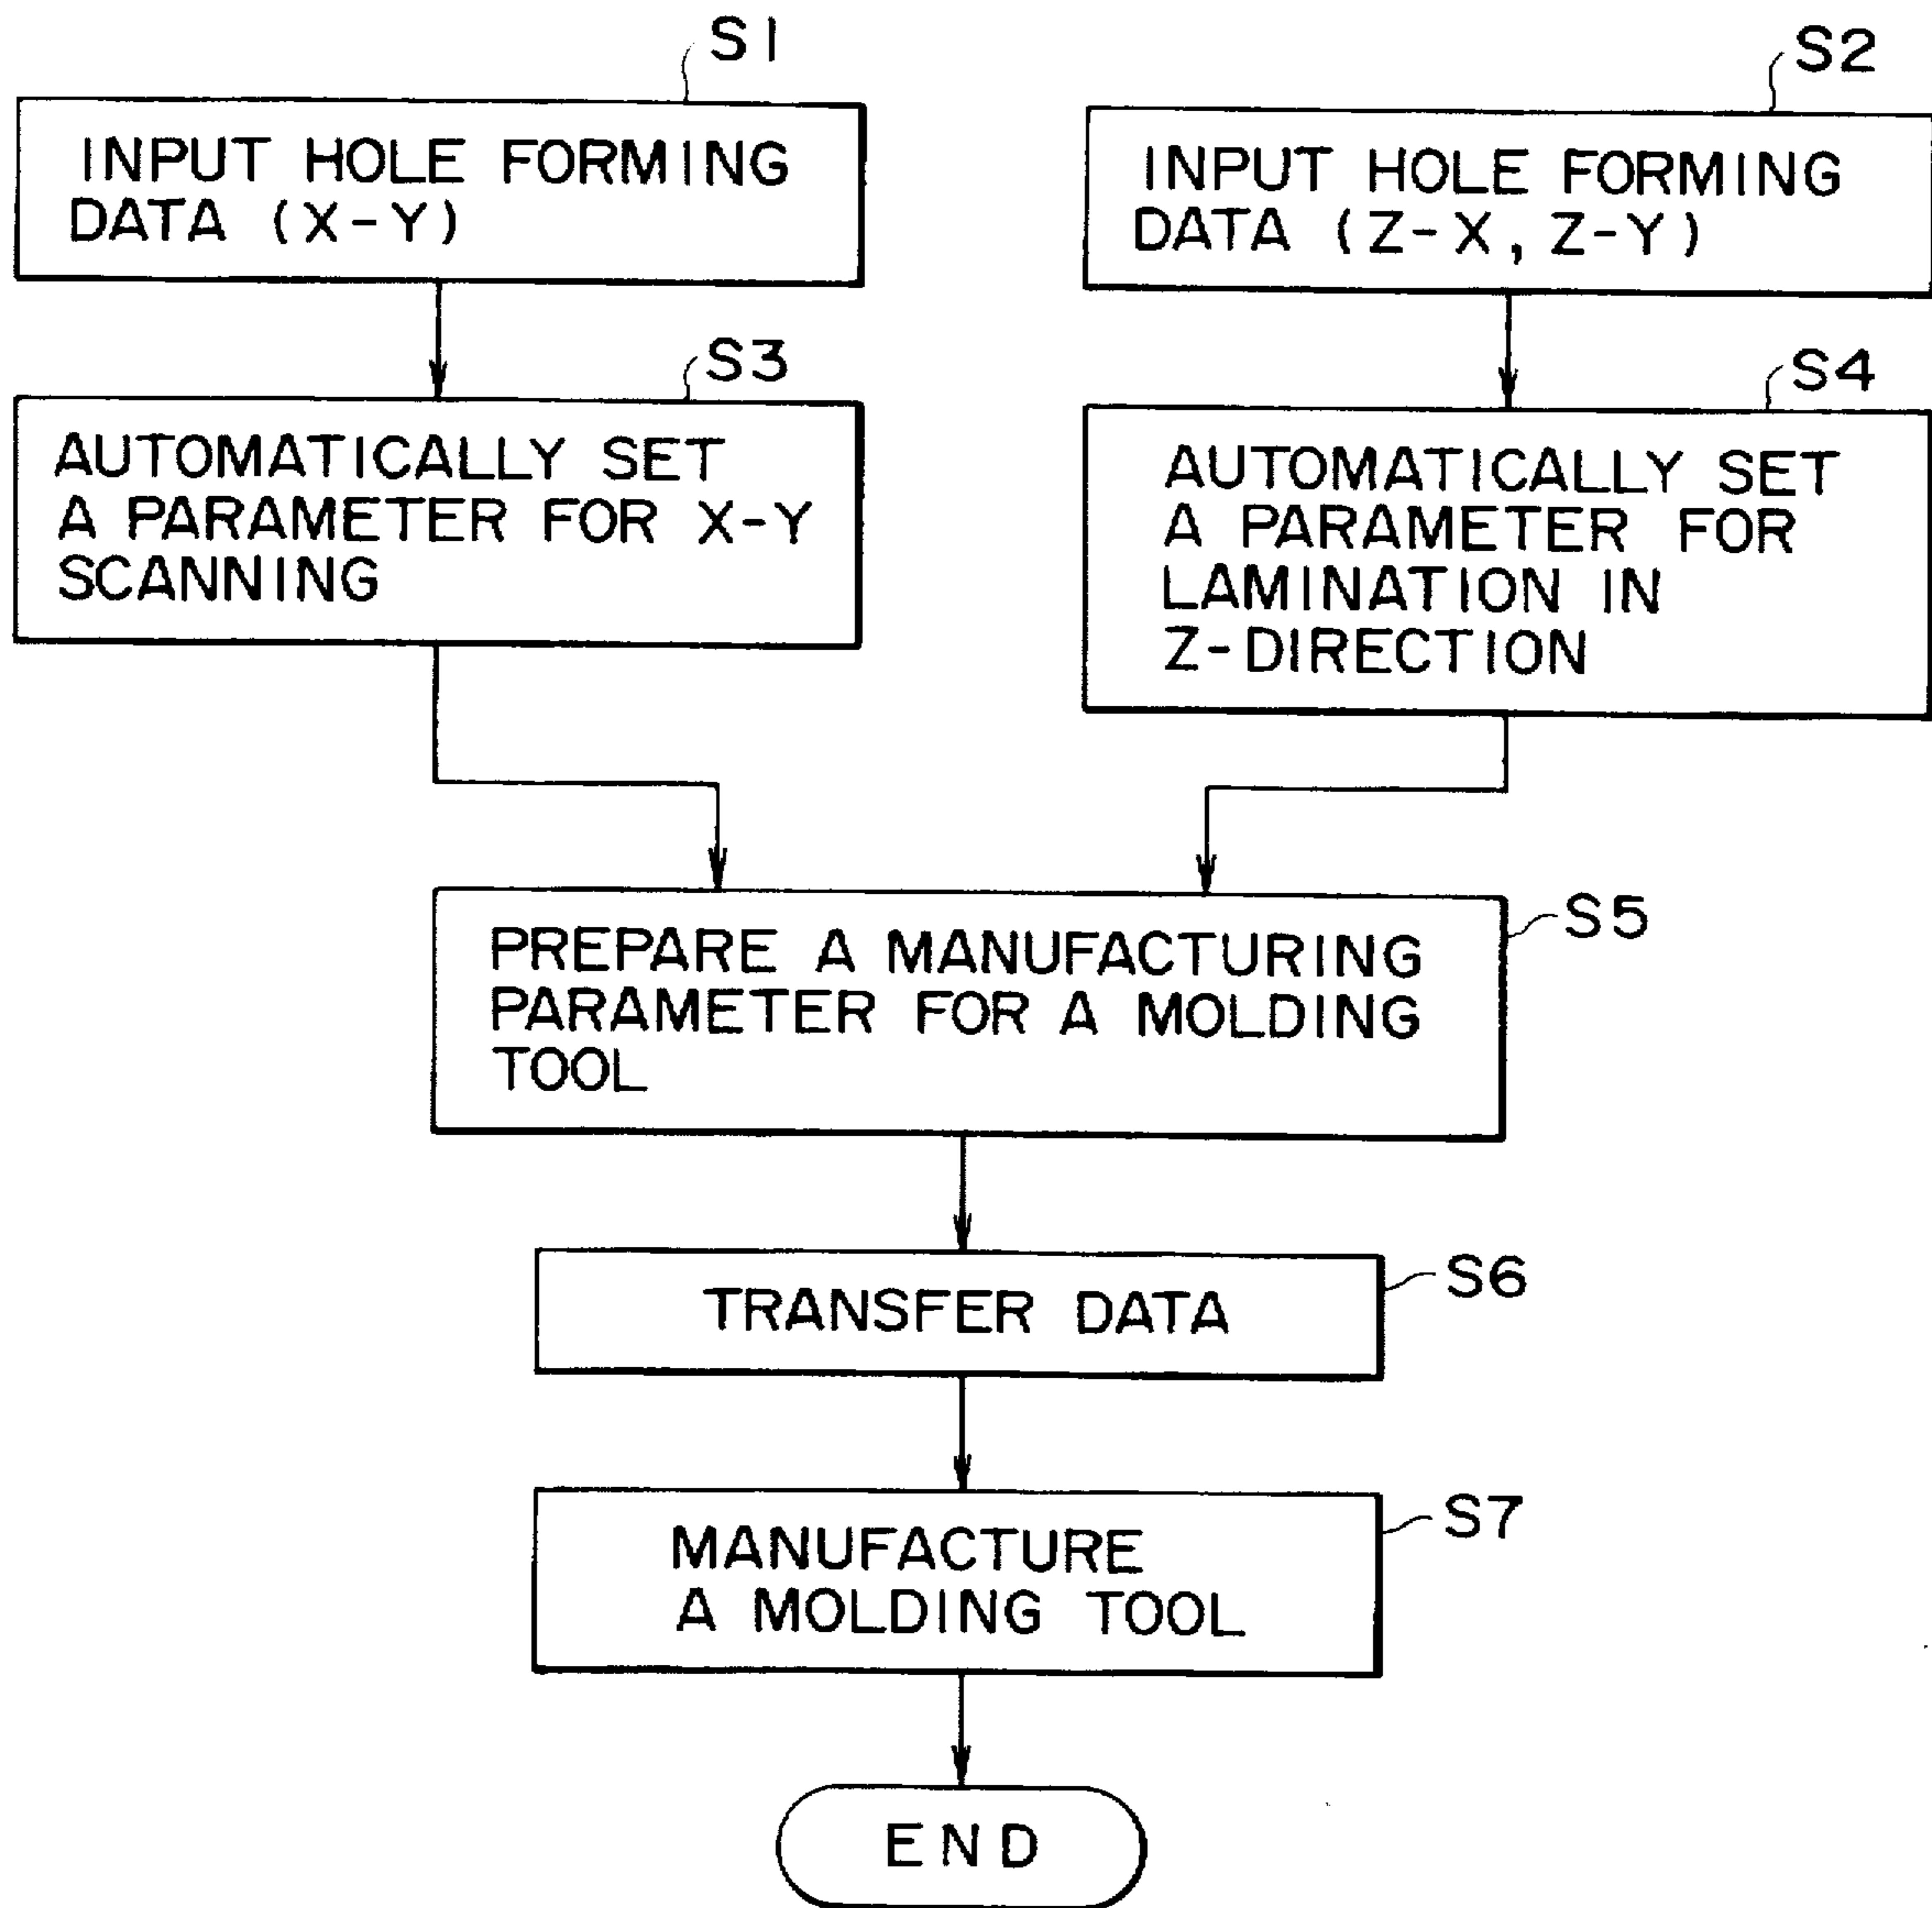 S1
INPUT HOLE FORMING
DATA (X-Y)
S2
INPUT HOLE FORMING
DATA (Z-X, Z-Y)
S3
AUTOMATICALLY SET
A PARAMETER FOR X-Y
SCANNING
S4
AUTOMATICALLY SET
A PARAMETER FOR
LAMINATION IN
Z-DIRECTION
S5
PREPARE A MANUFACTURING
PARAMETER FOR A MOLDING
TOOL
S6
TRANSFER DATA
S7
MANUFACTURE
A MOLDING TOOL
END